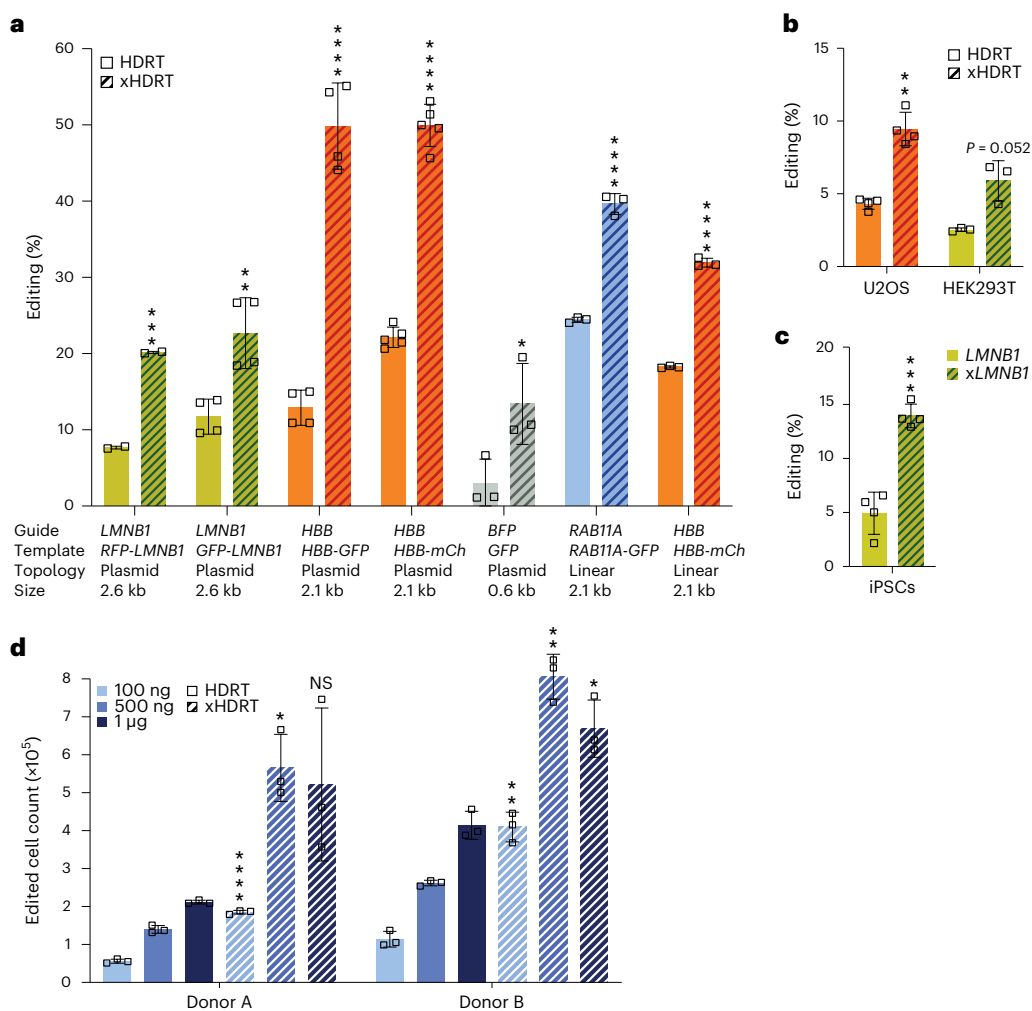 a
60
50
40
30
20
10
0
Editing (%)
HDRT
xHDRT
* * *
* *
* * * *
* * * *
*
* * * *
* * * *
Guide LMNB1 LMNB1 HBB HBB BFP RAB11A HBB
Template RFP-LMNB1 GFP-LMNB1 HBB-GFP HBB-mCh GFP RAB11A-GFP HBB-mCh
Topology Plasmid Plasmid Plasmid Plasmid Plasmid Linear Linear
Size 2.6 kb 2.6 kb 2.1 kb 2.1 kb 0.6 kb 2.1 kb 2.1 kb
b
15
10
5
0
Editing (%)
HDRT
xHDRT
* *
P = 0.052
U2OS HEK293T
c
20
15
10
5
0
Editing (%)
LMNB1
xLMNB1
* * *
iPSCs
d
8
7
6
5
4
3
2
1
0
Edited cell count (×10⁵)
100 ng HDRT
500 ng xHDRT
1 µg
* * * *
*
NS
* *
* *
*
Donor A Donor B